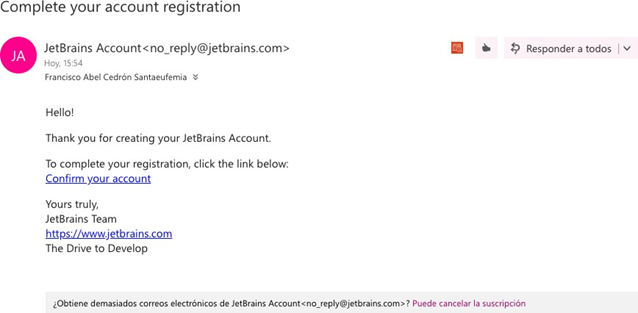 Complete your account registration
JA
JetBrains Account<no_reply@jetbrains.com>
Responder a todos
Hoy, 15:54
Francisco Abel Cedrón Santaeufemia
Hello!
Thank you for creating your JetBrains Account.
To complete your registration, click the link below:
Confirm your account
Yours truly,
JetBrains Team
https://www.jetbrains.com
The Drive to Develop
¿Obtiene demasiados correos electrónicos de JetBrains Account<no_reply@jetbrains.com>? Puede cancelar la suscripción